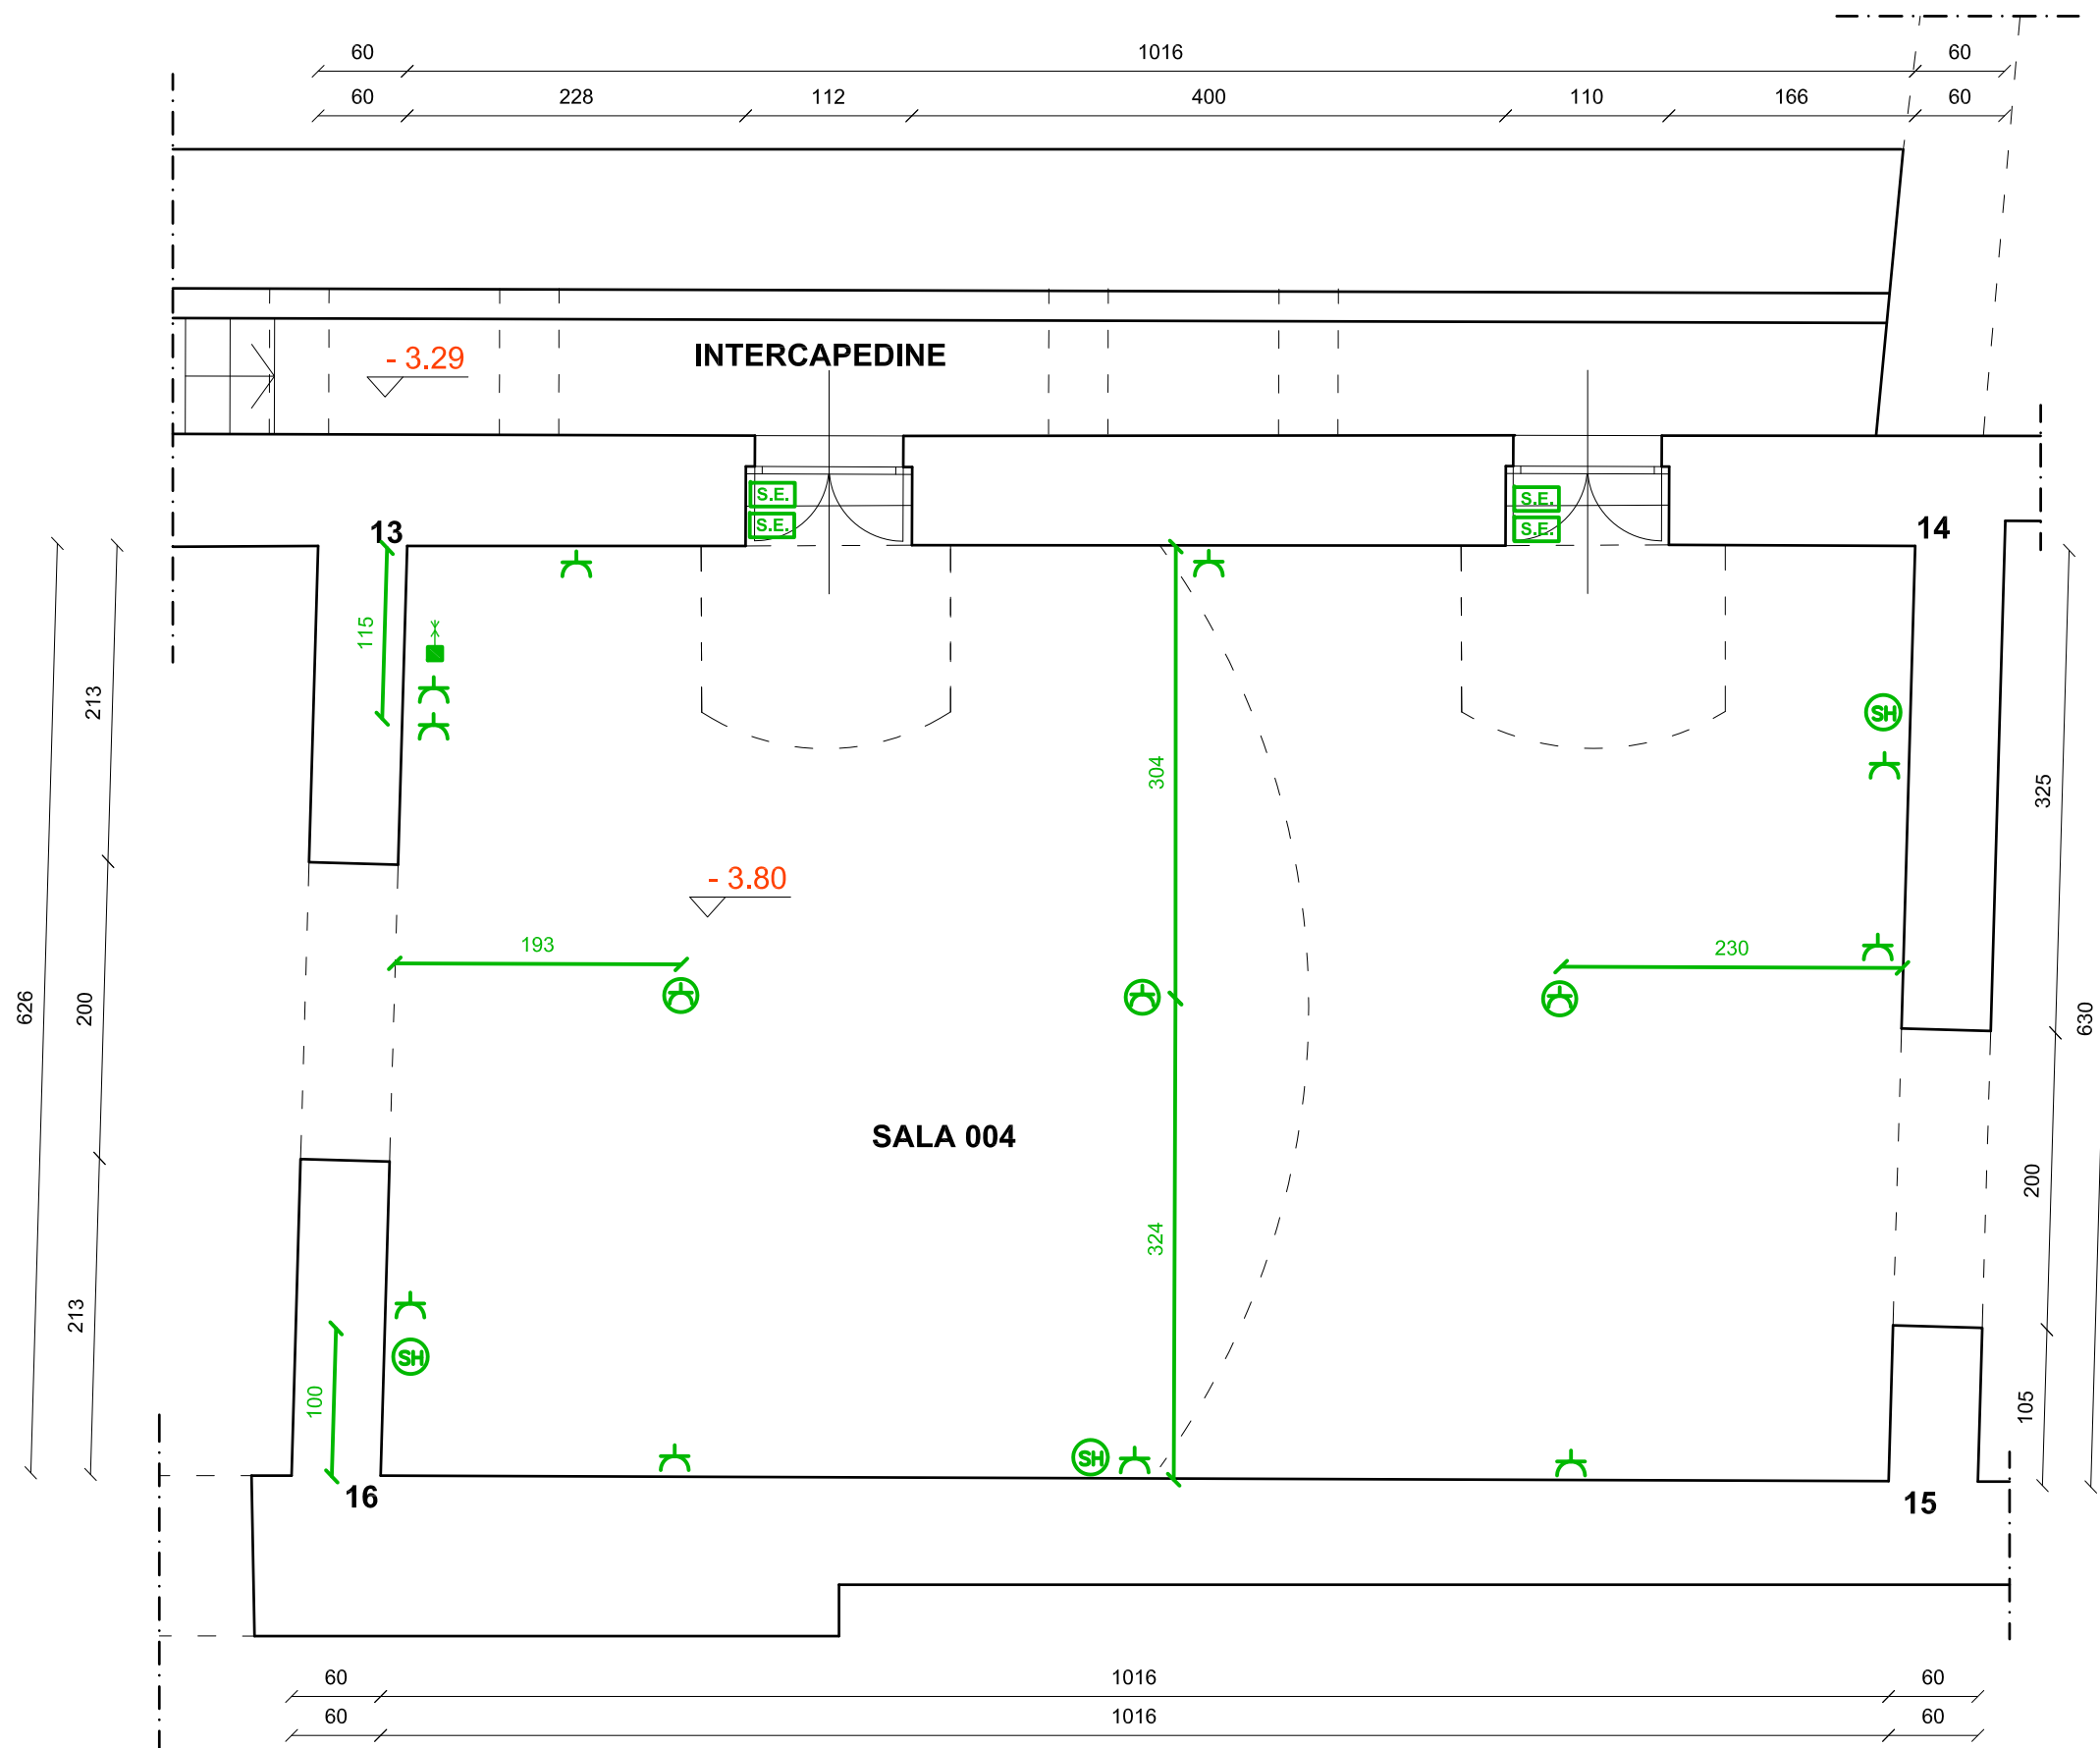 60 1016 60
60 228 112 400 110 166 60
- 3.29 INTERCAPEDINE
S.E. S.E.
S.E. S.E.
13 14
115
213
SH
304
325
- 3.80
193 230
626 200 630
SALA 004
200
324
213
SH
100 105
SH
16 15
60 1016 60
60 1016 60